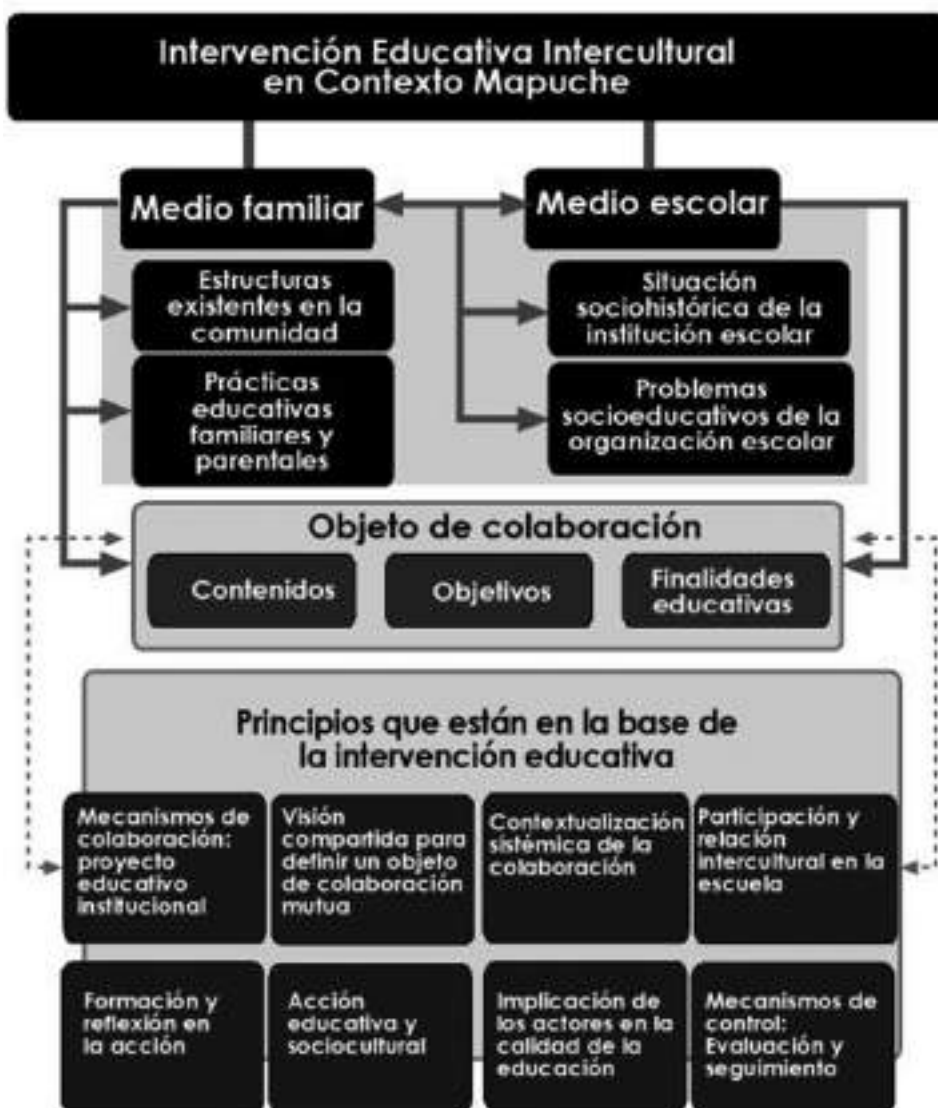 Intervención Educativa Intercultural
en Contexto Mapuche
Medio familiar
Medio escolar
Estructuras
existentes en la
comunidad
Prácticas
educativas
familiares y
parentales
Situación
sociohistórica de la
institución escolar
Problemas
socioeducativos de la
organización escolar
Objeto de colaboración
Contenidos
Objetivos
Finalidades
educativas
Principios que están en la base de
la intervención educativa
Mecanismos de
colaboración:
proyecto
educativo
institucional
Visión
compartida para
definir un objeto
de colaboración
mutua
Contextualización
sistémica de la
colaboración
Participación y
relación
intercultural en la
escuela
Formación y
reflexión en
la acción
Acción
educativa y
sociocultural
Implicación de
los actores en la
calidad de la
educación
Mecanismos de
control:
Evaluación y
seguimiento